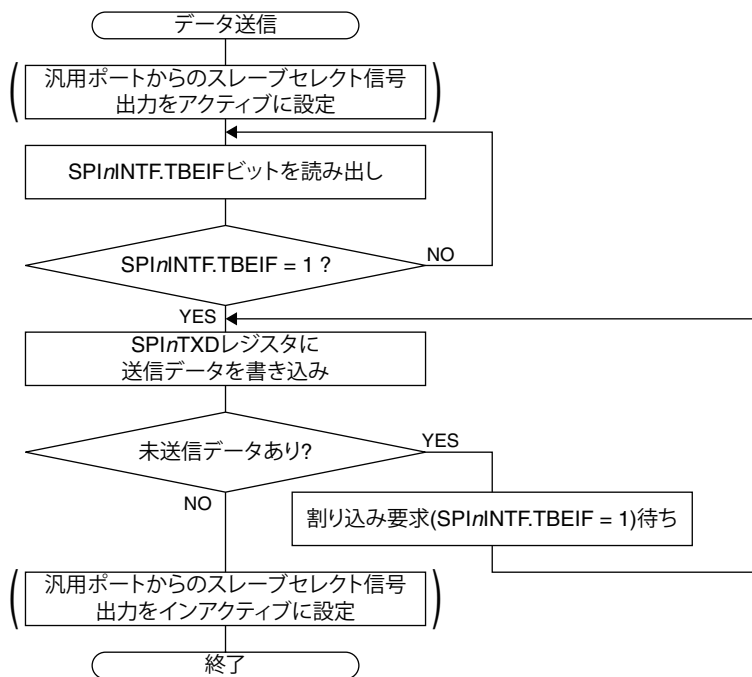 データ送信
汎用ポートからのスレーブセレクト信号
出力をアクティブに設定
SPInINTF.TBEIFビットを読み出し
SPInINTF.TBEIF = 1 ?
NO
YES
SPInTXDレジスタに
送信データを書き込み
未送信データあり?
YES
NO
割り込み要求(SPInINTF.TBEIF = 1)待ち
汎用ポートからのスレーブセレクト信号
出力をインアクティブに設定
終了